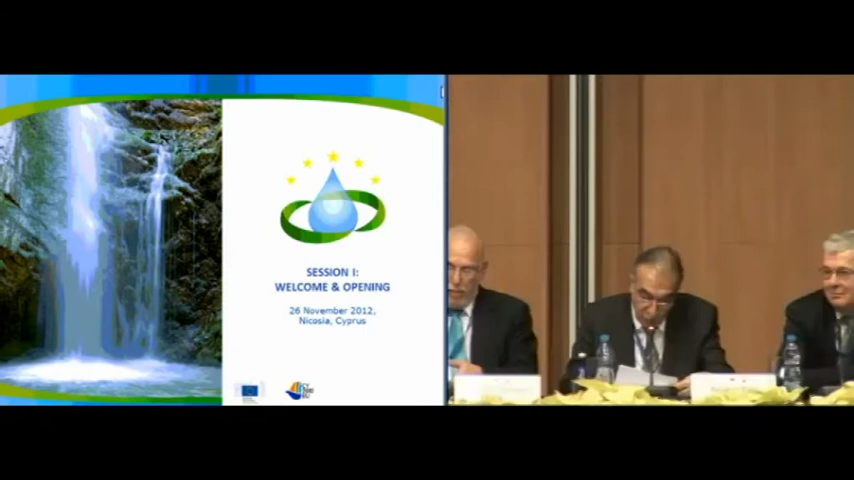 SESSION I:
WELCOME & OPENING
26 November 2012,
Nicosia, Cyprus